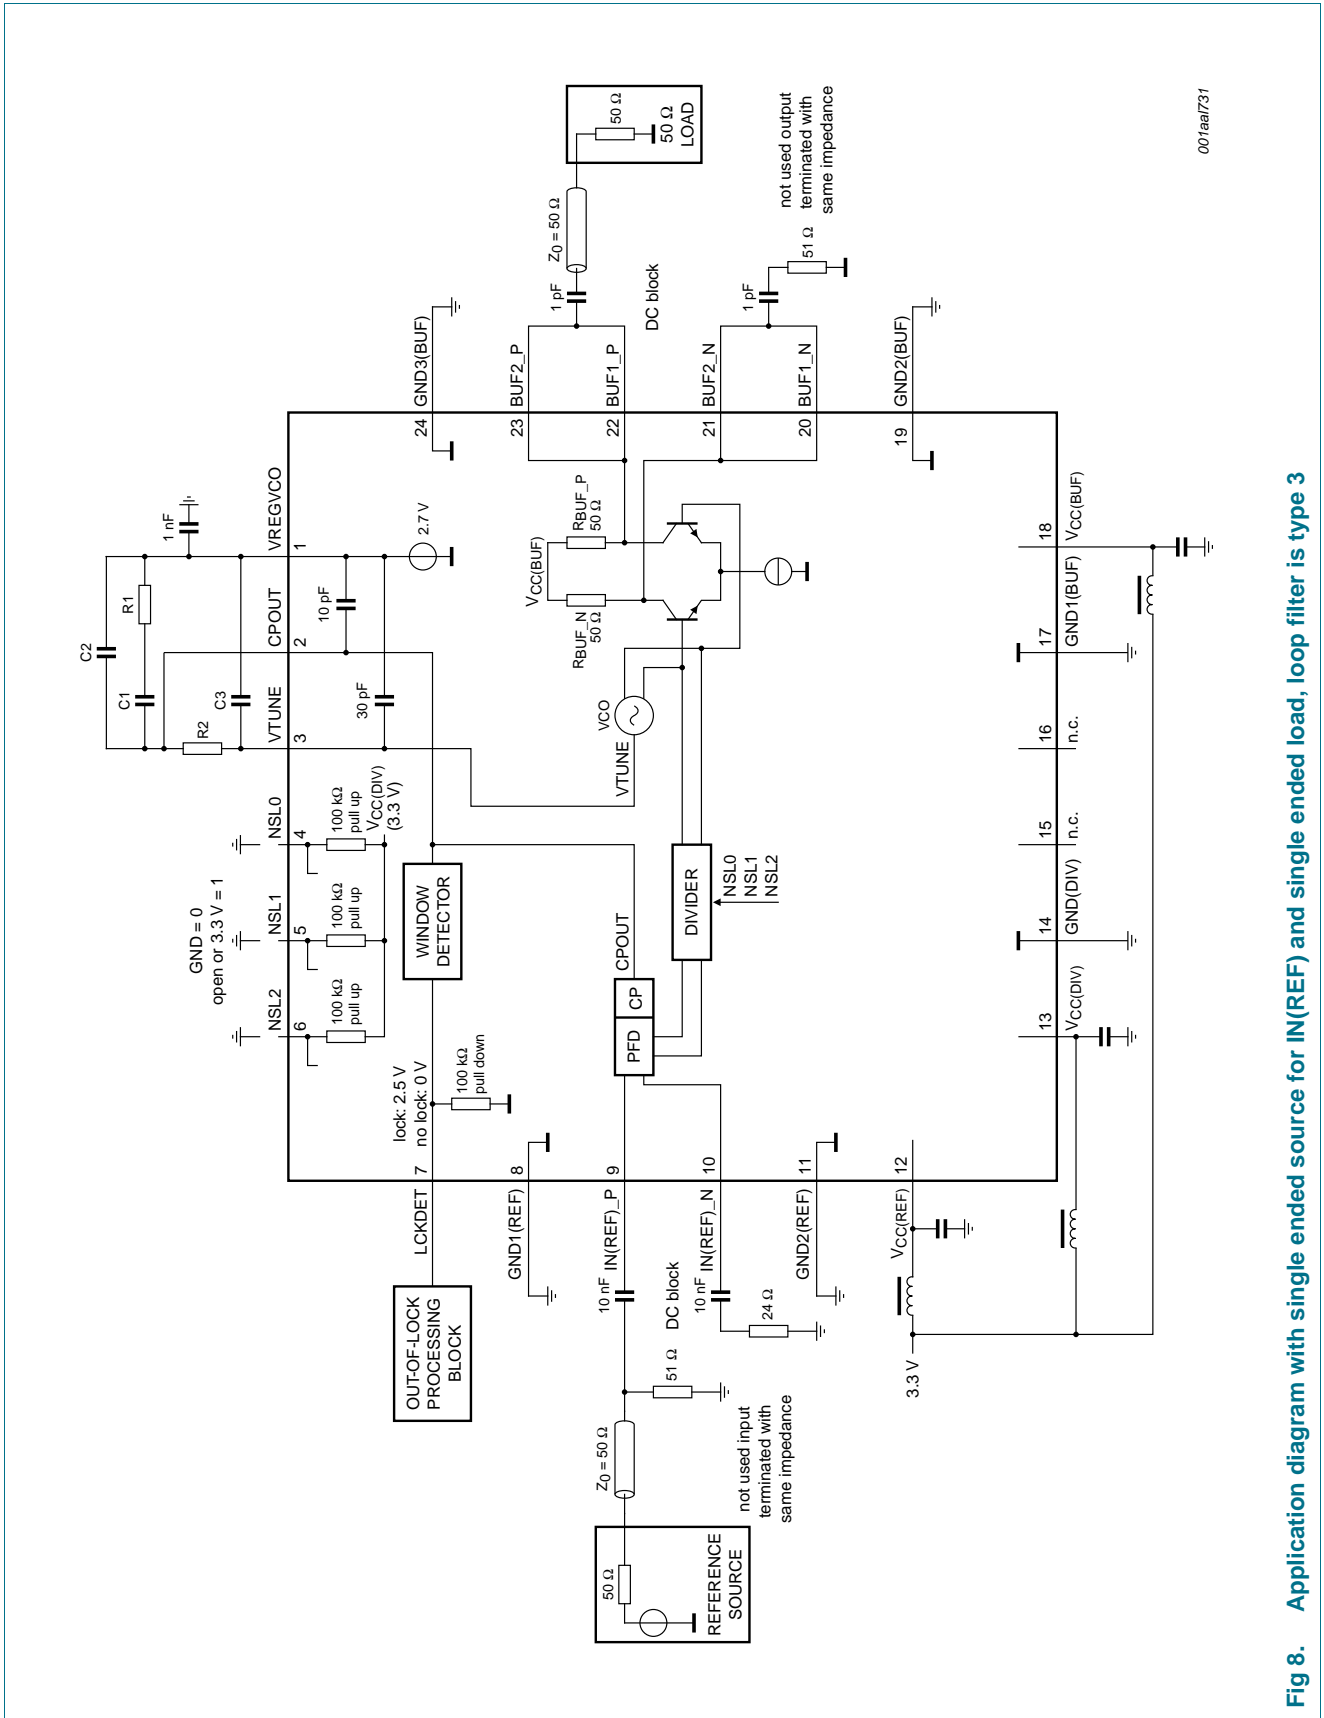 C2
C1
R1
C3
R2
1 nF
VTUNE
CPOUT
VREGVCO
3
2
1
GND = 0
open or 3.3 V = 1
NSL2
NSL1
NSL0
6
5
4
100 kΩ
pull up
100 kΩ
pull up
100 kΩ
pull up
VCC(DIV)
(3.3 V)
30 pF
10 pF
2.7 V
OUT-OF-LOCK
PROCESSING
BLOCK
LCKDET
7
lock: 2.5 V
no lock: 0 V
100 kΩ
pull down
WINDOW
DETECTOR
GND1(REF)
8
REFERENCE
SOURCE
50 Ω
Z0 = 50 Ω
51 Ω
10 nF
IN(REF)_P
9
DC block
10 nF
IN(REF)_N
10
24 Ω
not used input
terminated with
same impedance
GND2(REF)
11
3.3 V
VCC(REF)
12
PFD
CP
CPOUT
DIVIDER
NSL0
NSL1
NSL2
VTUNE
VCO
VCC(BUF)
RBUF_N
50 Ω
RBUF_P
50 Ω
24
GND3(BUF)
23
BUF2_P
22
BUF1_P
21
BUF2_N
20
BUF1_N
19
GND2(BUF)
1 pF
Z0 = 50 Ω
50 Ω
50 Ω
LOAD
DC block
1 pF
51 Ω
not used output
terminated with
same impedance
13
VCC(DIV)
14
GND(DIV)
15
n.c.
16
n.c.
17
GND1(BUF)
18
VCC(BUF)
001aal731
Fig 8. Application diagram with single ended source for IN(REF) and single ended load, loop filter is type 3